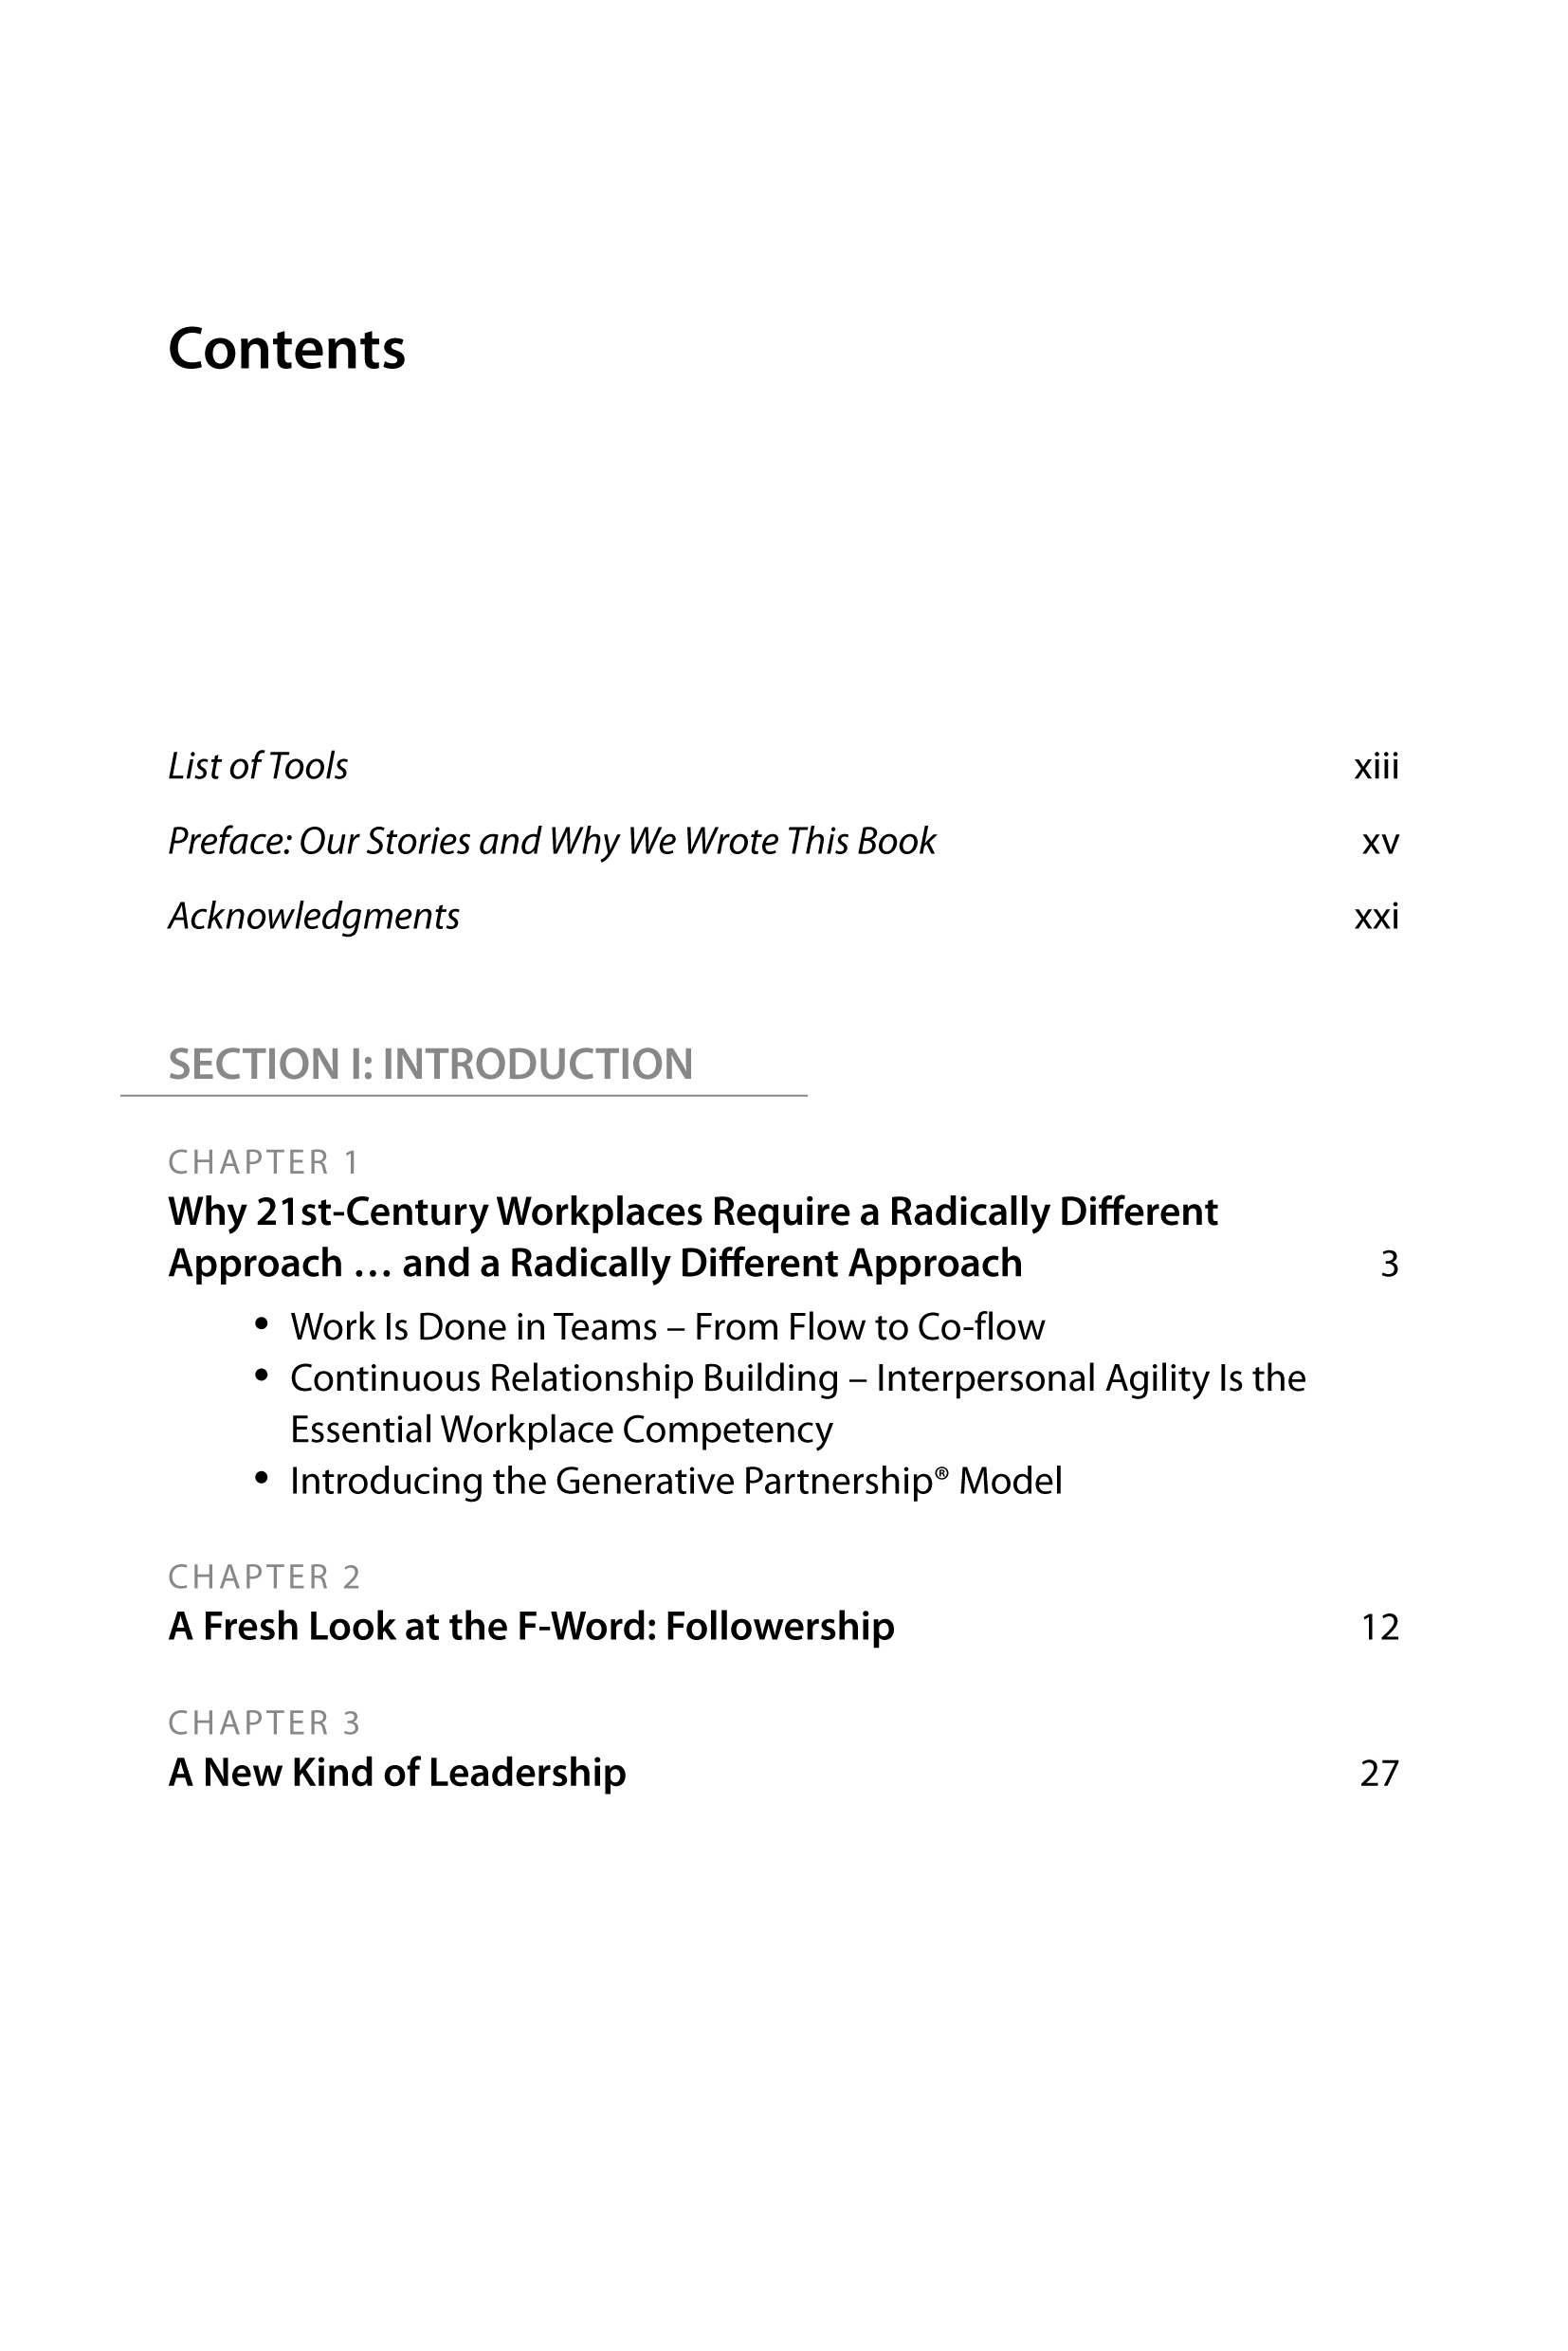 Contents
List of Tools xiii
Preface: Our Stories and Why We Wrote This Book xv
Acknowledgments xxi
SECTION I: INTRODUCTION
CHAPTER 1
Why 21st-Century Workplaces Require a Radically Different
Approach … and a Radically Different Approach 3
• Work Is Done in Teams – From Flow to Co-flow
• Continuous Relationship Building – Interpersonal Agility Is the
Essential Workplace Competency
• Introducing the Generative Partnership® Model
CHAPTER 2
A Fresh Look at the F-Word: Followership 12
CHAPTER 3
A New Kind of Leadership 27